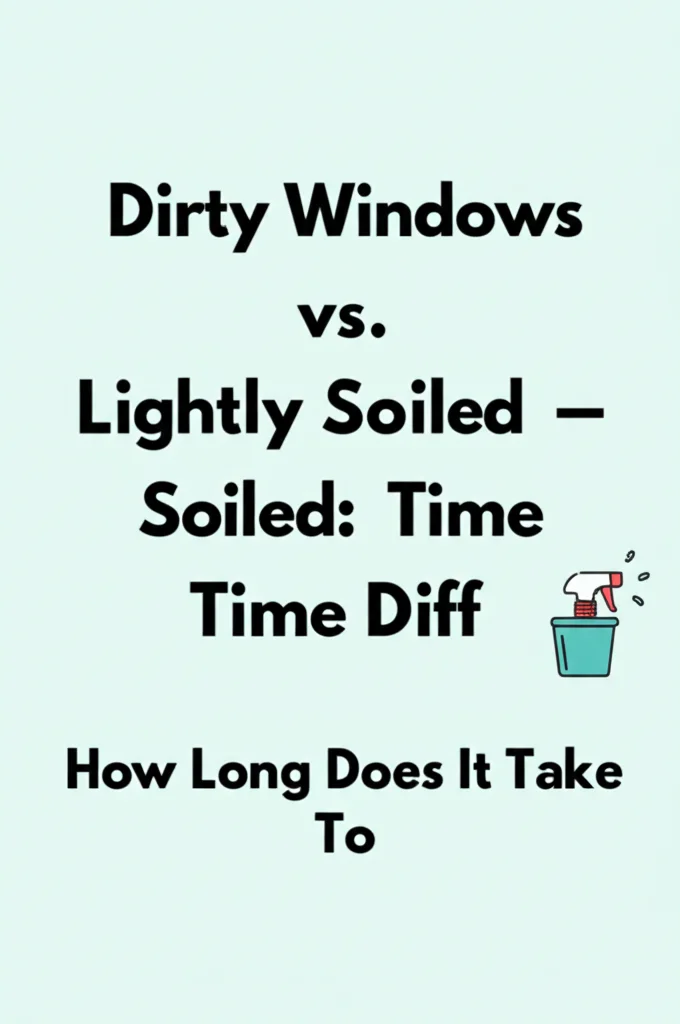 Dirty Windows
vs.
Lightly Soiled –
Soiled: Time
Time Diff
How Long Does It Take
To